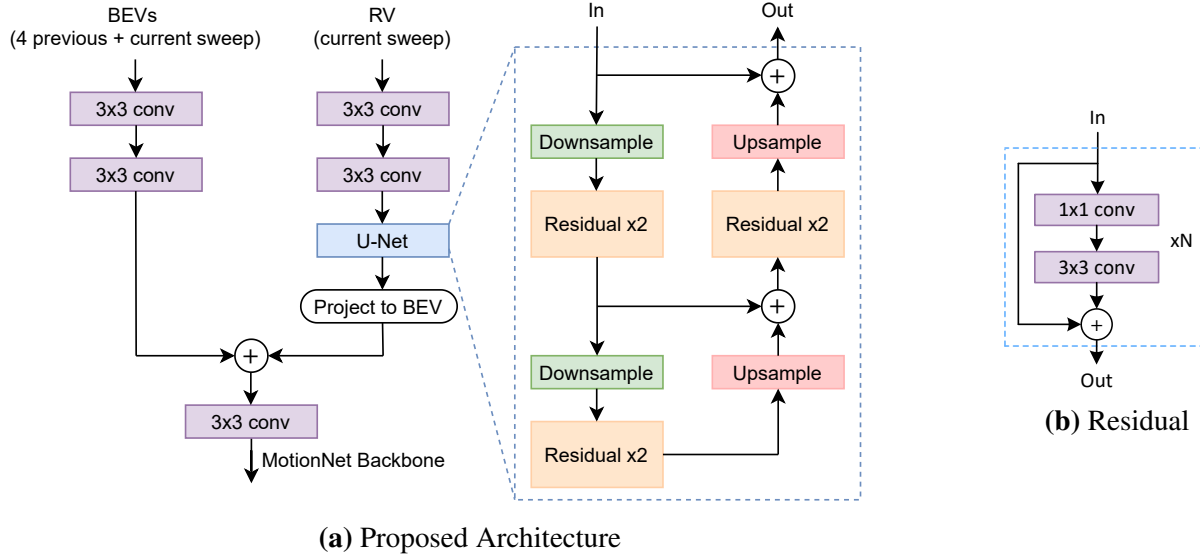 BEVs
(4 previous + current sweep)
3x3 conv
3x3 conv
RV
(current sweep)
3x3 conv
3x3 conv
U-Net
Project to BEV
+
3x3 conv
MotionNet Backbone
In
Out
+
Downsample
Upsample
Residual x2
Residual x2
+
Downsample
Upsample
Residual x2
(a) Proposed Architecture
In
1x1 conv
xN
3x3 conv
+
Out
(b) Residual